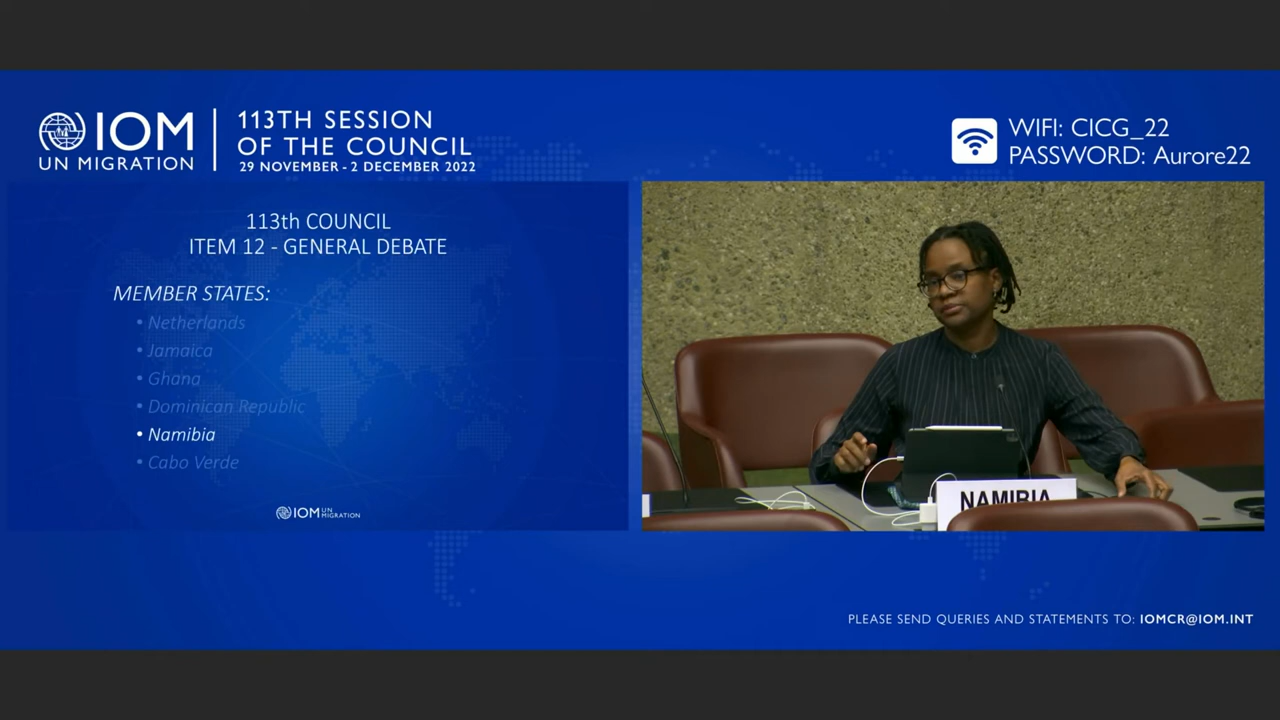 IOM
UN MIGRATION
113TH SESSION
OF THE COUNCIL
29 NOVEMBER - 2 DECEMBER 2022
WIFI: CICG_22
PASSWORD: Aurore22
113th COUNCIL
ITEM 12 - GENERAL DEBATE
MEMBER STATES:
• Netherlands
• Jamaica
• Ghana
• Dominican Republic
• Namibia
• Cabo Verde
IOM UN MIGRATION
NAMIBIA
PLEASE SEND QUERIES AND STATEMENTS TO: IOMCR@IOM.INT